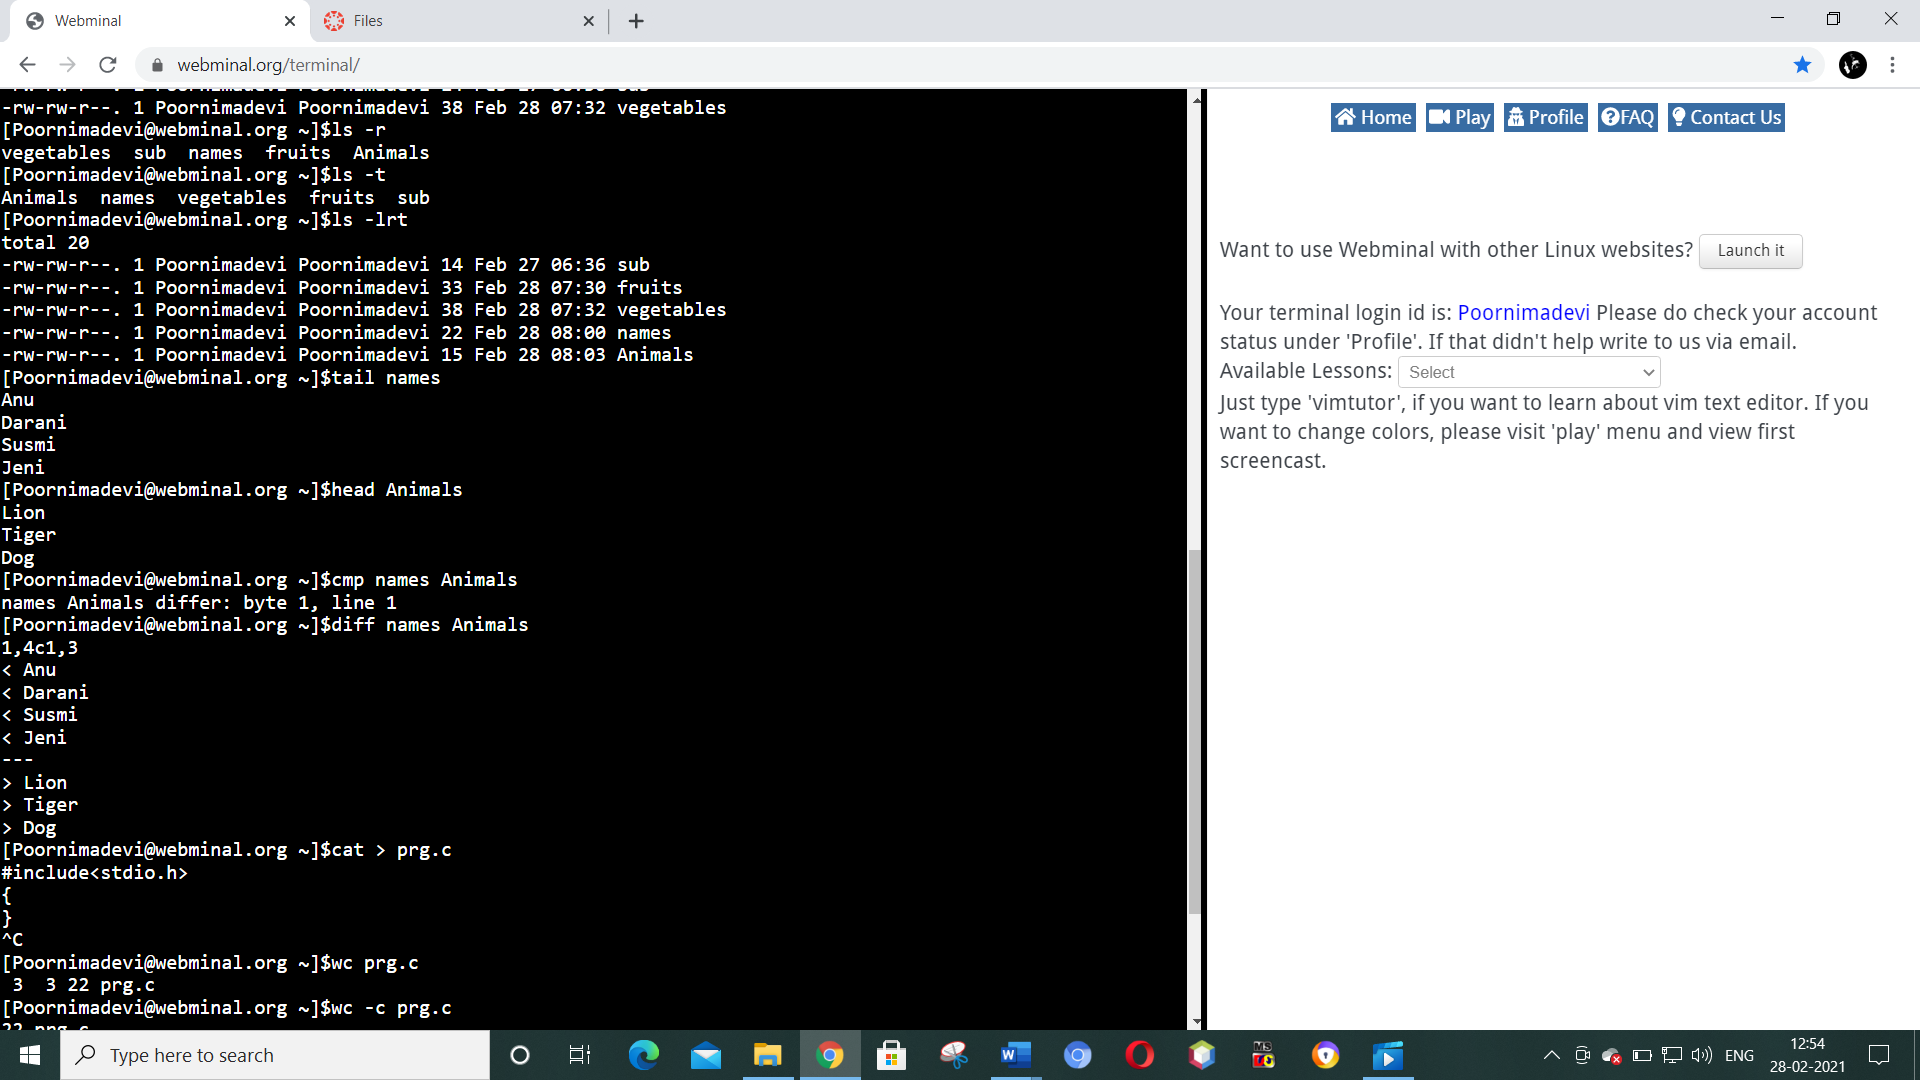 Webminal
Files
webminal.org/terminal/
-rw-rw-r--. 1 Poornimadevi Poornimadevi 38 Feb 28 07:32 vegetables
[Poornimadevi@webminal.org ~]$ls -r
vegetables  sub  names  fruits  Animals
[Poornimadevi@webminal.org ~]$ls -t
Animals  names  vegetables  fruits  sub
[Poornimadevi@webminal.org ~]$ls -lrt
total 20
-rw-rw-r--. 1 Poornimadevi Poornimadevi 14 Feb 27 06:36 sub
-rw-rw-r--. 1 Poornimadevi Poornimadevi 33 Feb 28 07:30 fruits
-rw-rw-r--. 1 Poornimadevi Poornimadevi 38 Feb 28 07:32 vegetables
-rw-rw-r--. 1 Poornimadevi Poornimadevi 22 Feb 28 08:00 names
-rw-rw-r--. 1 Poornimadevi Poornimadevi 15 Feb 28 08:03 Animals
[Poornimadevi@webminal.org ~]$tail names
Anu
Darani
Susmi
Jeni
[Poornimadevi@webminal.org ~]$head Animals
Lion
Tiger
Dog
[Poornimadevi@webminal.org ~]$cmp names Animals
names Animals differ: byte 1, line 1
[Poornimadevi@webminal.org ~]$diff names Animals
1,4c1,3
< Anu
< Darani
< Susmi
< Jeni
---
> Lion
> Tiger
> Dog
[Poornimadevi@webminal.org ~]$cat > prg.c
#include<stdio.h>
{
}
^C
[Poornimadevi@webminal.org ~]$wc prg.c
 3  3 22 prg.c
[Poornimadevi@webminal.org ~]$wc -c prg.c
22 prg.c
Home Play Profile FAQ Contact Us
Want to use Webminal with other Linux websites? Launch it
Your terminal login id is: Poornimadevi Please do check your account
status under 'Profile'. If that didn't help write to us via email.
Available Lessons: Select
Just type 'vimtutor', if you want to learn about vim text editor. If you
want to change colors, please visit 'play' menu and view first
screencast.
Type here to search
ENG
12:54
28-02-2021